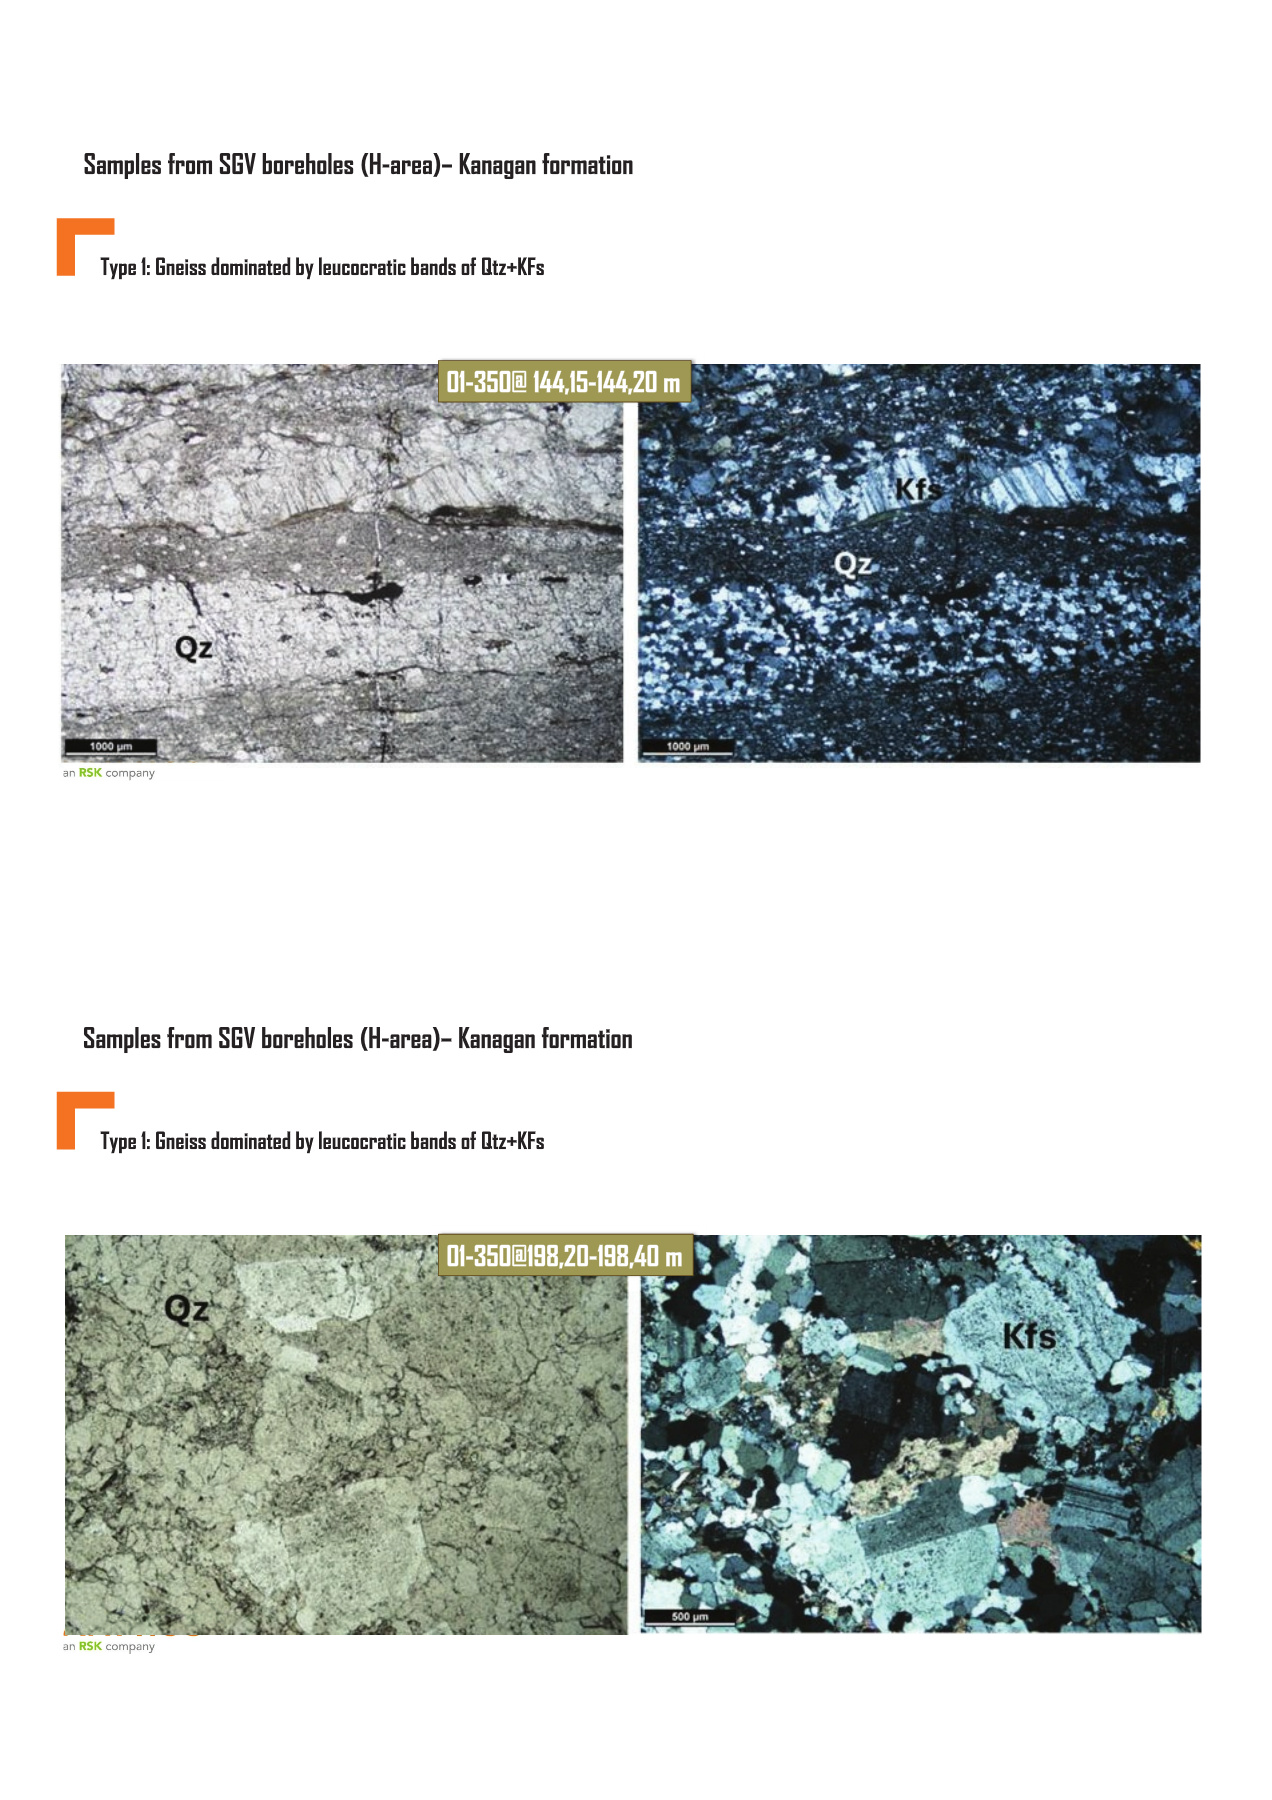 Samples from SGV boreholes (H-area)– Kanagan formation
Type 1: Gneiss dominated by leucocratic bands of Qtz+KFs
01-350@ 144,15-144,20 m
Kfs
Qz
Qz
1000 µm
1000 µm
an RSK company
Samples from SGV boreholes (H-area)– Kanagan formation
Type 1: Gneiss dominated by leucocratic bands of Qtz+KFs
01-350@198,20-198,40 m
Qz
Kfs
500 µm
an RSK company